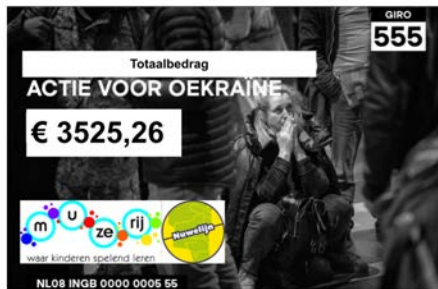 GIRO
555
Totaalbedrag
ACTIE VOOR OEKRAÏNE
€ 3525,26
muzerij
Nuwelijn
waar kinderen spelend leren
NL08 INGB 0000 0005 55